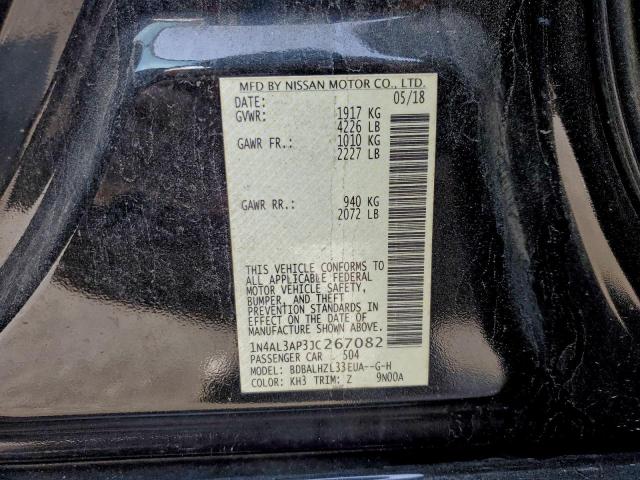 MFD BY NISSAN MOTOR CO., LTD.
DATE: 05/18
GVWR: 1917 KG
4226 LB
GAWR FR.: 1010 KG
2227 LB
GAWR RR.: 940 KG
2072 LB
THIS VEHICLE CONFORMS TO
ALL APPLICABLE FEDERAL
MOTOR VEHICLE SAFETY,
BUMPER, AND THEFT
PREVENTION STANDARDS IN
EFFECT ON THE DATE OF
MANUFACTURE SHOWN ABOVE.
1N4AL3AP3JC267082
PASSENGER CAR 504
MODEL: BDBALHZL33EUA--G-H
COLOR: KH3 TRIM: Z 9N00A